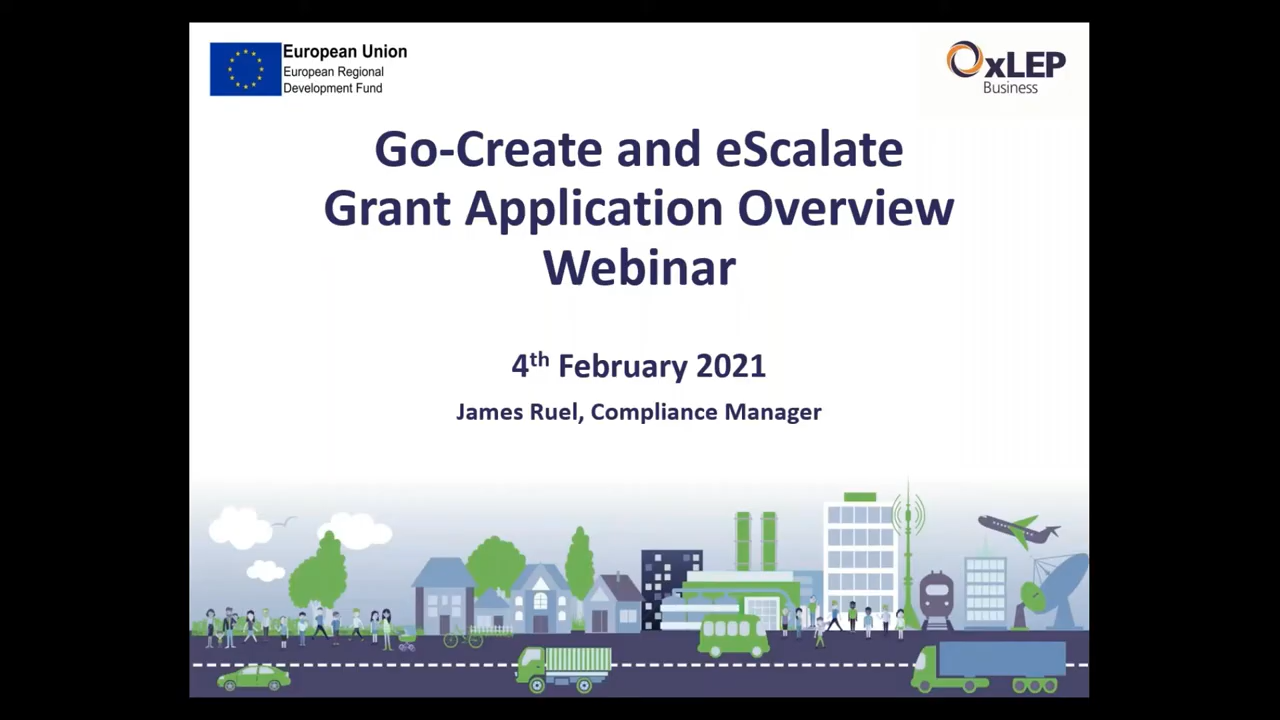 European Union
European Regional
Development Fund
OxLEP
Business
Go-Create and eScalate
Grant Application Overview
Webinar
4th February 2021
James Ruel, Compliance Manager